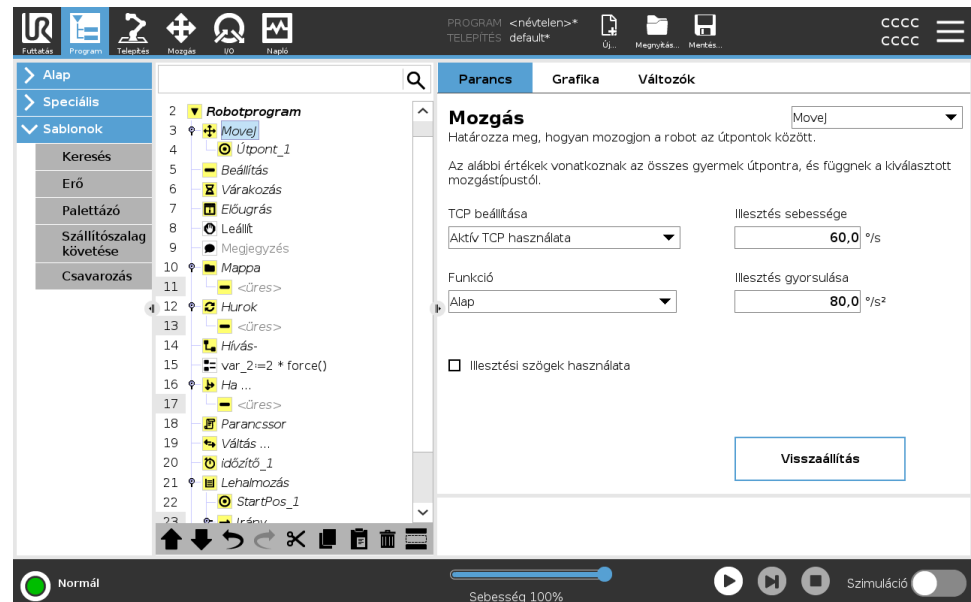 PROGRAM <névtelen>*
TELEPÍTÉS default*
Futtatás Program Telepítés Mozgás I/O Napló
Új... Megnyitás... Mentés...
CCCC
CCCC
Alap
Speciális
Sablonok
Keresés
Erő
Palettázó
Szállítószalag
követése
Csavarozás
2 Robotprogram
3 MoveJ
4 Útpont_1
5 Beállítás
6 Várakozás
7 Előugrás
8 Leállít
9 Megjegyzés
10 Mappa
11 <üres>
12 Hurok
13 <üres>
14 Hívás-
15 var_2:=2 * force()
16 Ha ...
17 <üres>
18 Parancssor
19 Váltás ...
20 időzítő_1
21 Lehalmozás
22 StartPos_1
23 Irány
Parancs Grafika Változók
Mozgás
MoveJ
Határozza meg, hogyan mozogjon a robot az útpontok között.
Az alábbi értékek vonatkoznak az összes gyermek útpontra, és függnek a kiválasztott
mozgástípustól.
TCP beállítása
Illesztés sebessége
Aktív TCP használata
60,0 °/s
Funkció
Illesztés gyorsulása
Alap
80,0 °/s²
Illesztési szögek használata
Visszaállítás
Normál
Sebesség 100%
Szimuláció